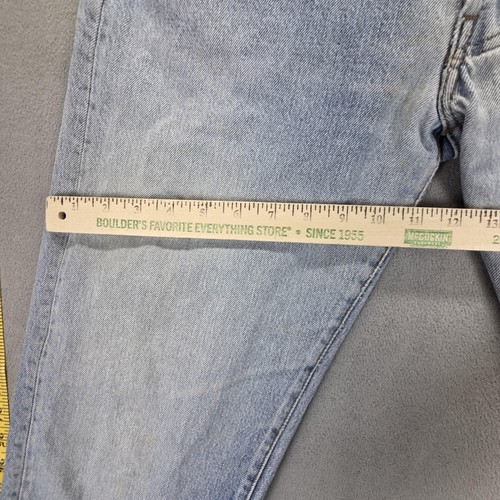 1 2 3 4 5 6 7 8 9 10 11 12 13
BOULDER'S FAVORITE EVERYTHING STORE® • SINCE 1955
McGUCKIN